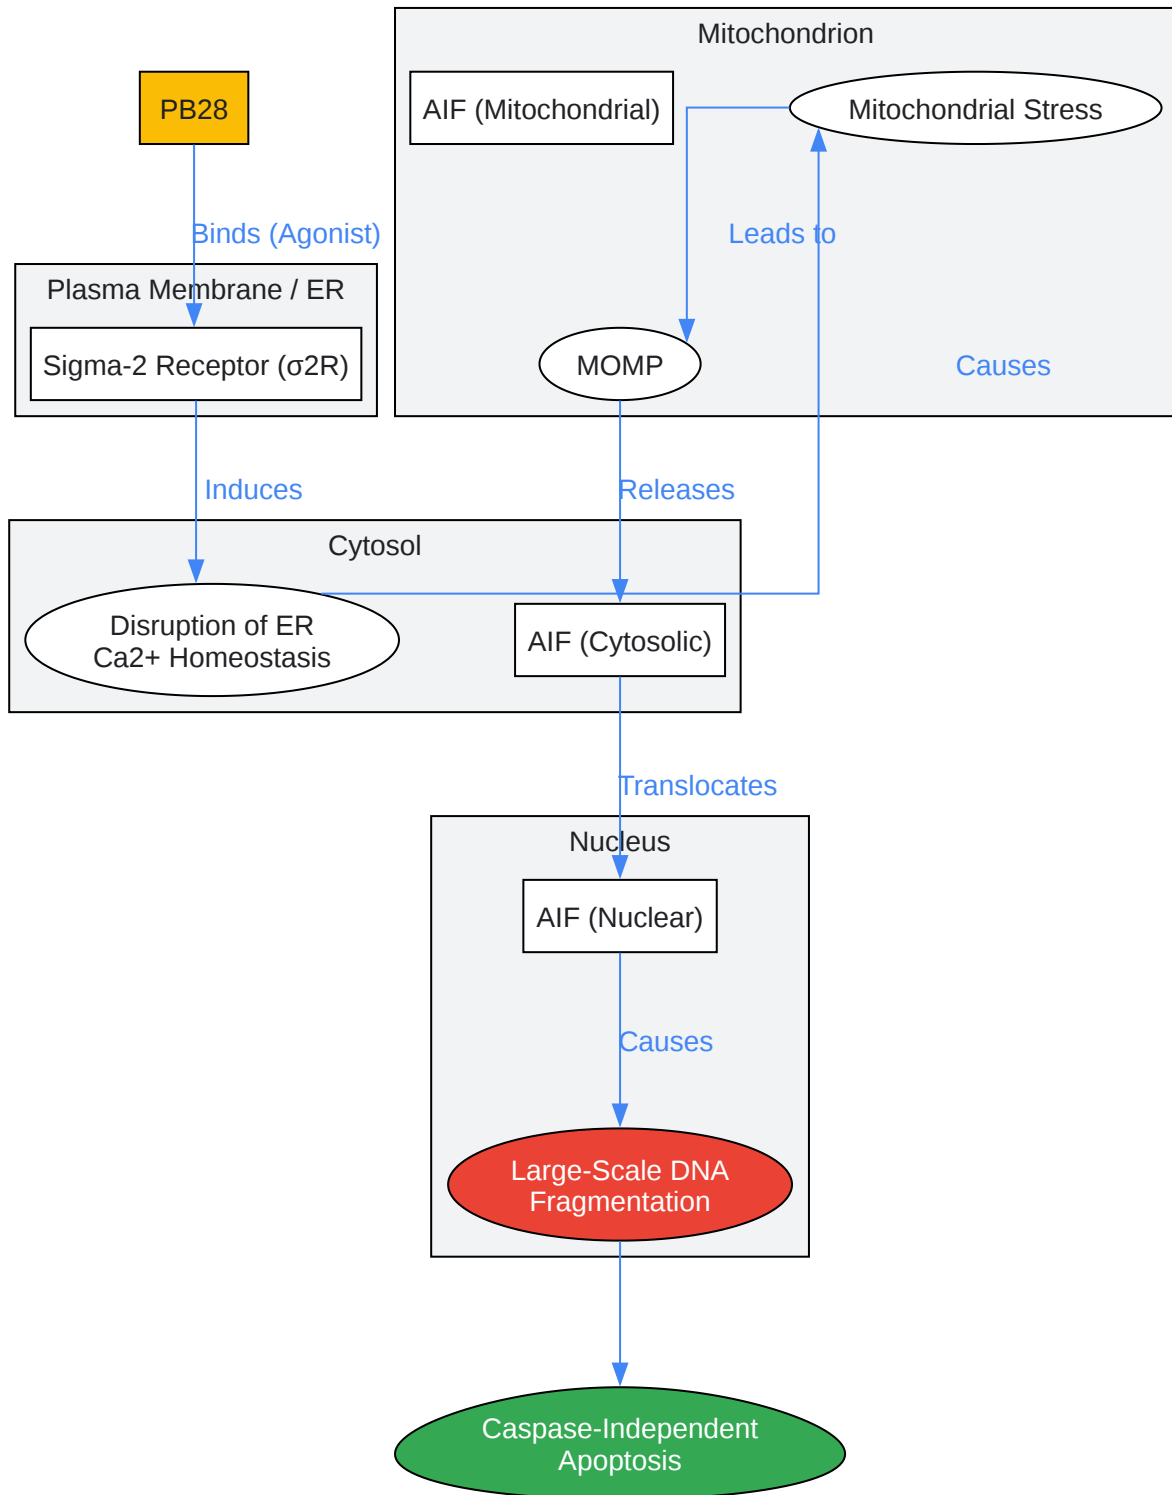 Mitochondrion
PB28
AIF (Mitochondrial)
Mitochondrial Stress
Binds (Agonist)
Leads to
Plasma Membrane / ER
Sigma-2 Receptor (σ2R)
MOMP
Causes
Induces
Releases
Cytosol
Disruption of ER
Ca2+ Homeostasis
AIF (Cytosolic)
Translocates
Nucleus
AIF (Nuclear)
Causes
Large-Scale DNA
Fragmentation
Caspase-Independent
Apoptosis